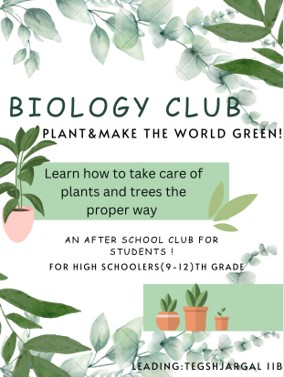 BIOLOGY CLUB
PLANT&MAKE THE WORLD GREEN!
Learn how to take care of
plants and trees the
proper way
AN AFTER SCHOOL CLUB FOR
STUDENTS !
FOR HIGH SCHOOLERS(9-12)TH GRADE
LEADING:TEGSHJARGAL 11B